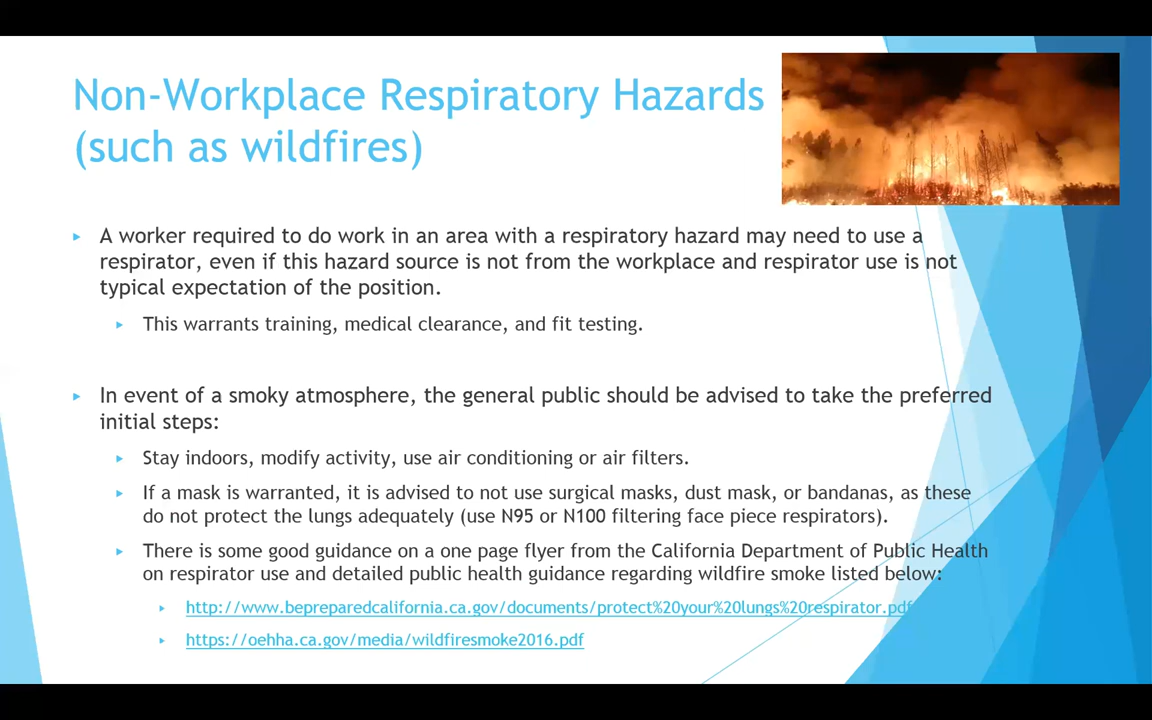 Non-Workplace Respiratory Hazards
(such as wildfires)
A worker required to do work in an area with a respiratory hazard may need to use a
respirator, even if this hazard source is not from the workplace and respirator use is not
typical expectation of the position.
This warrants training, medical clearance, and fit testing.
In event of a smoky atmosphere, the general public should be advised to take the preferred
initial steps:
Stay indoors, modify activity, use air conditioning or air filters.
If a mask is warranted, it is advised to not use surgical masks, dust mask, or bandanas, as these
do not protect the lungs adequately (use N95 or N100 filtering face piece respirators).
There is some good guidance on a one page flyer from the California Department of Public Health
on respirator use and detailed public health guidance regarding wildfire smoke listed below:
http://www.bepreparedcalifornia.ca.gov/documents/protect%20your%20lungs%20respirator.pdf
https://oehha.ca.gov/media/wildfiresmoke2016.pdf